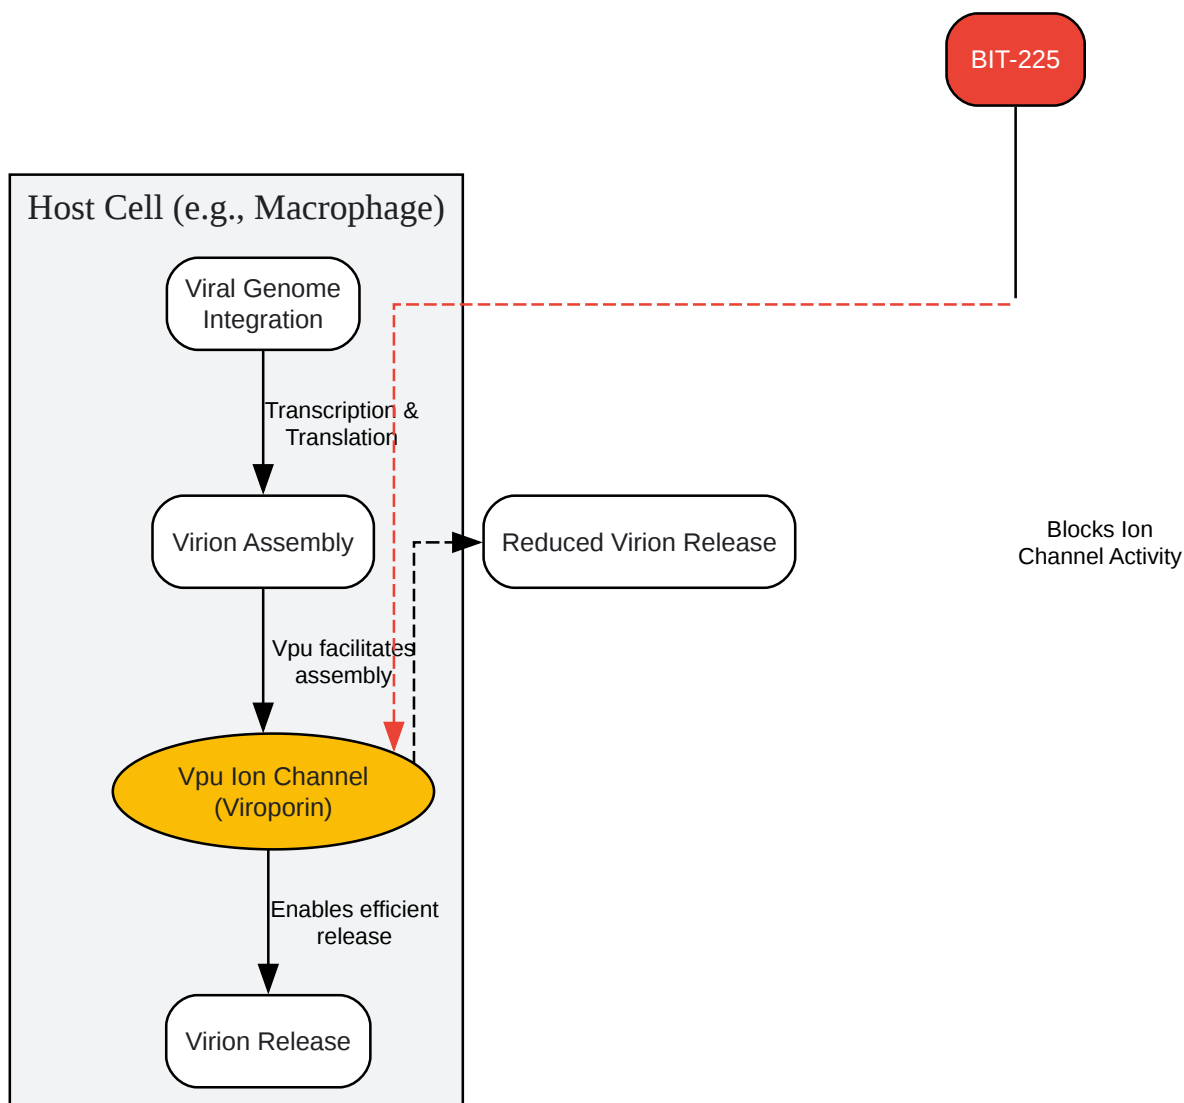 BIT-225
Host Cell (e.g., Macrophage)
Viral Genome
Integration
Transcription &
Translation
Virion Assembly
Reduced Virion Release
Blocks Ion
Channel Activity
Vpu facilitates
assembly
Vpu Ion Channel
(Viroporin)
Enables efficient
release
Virion Release